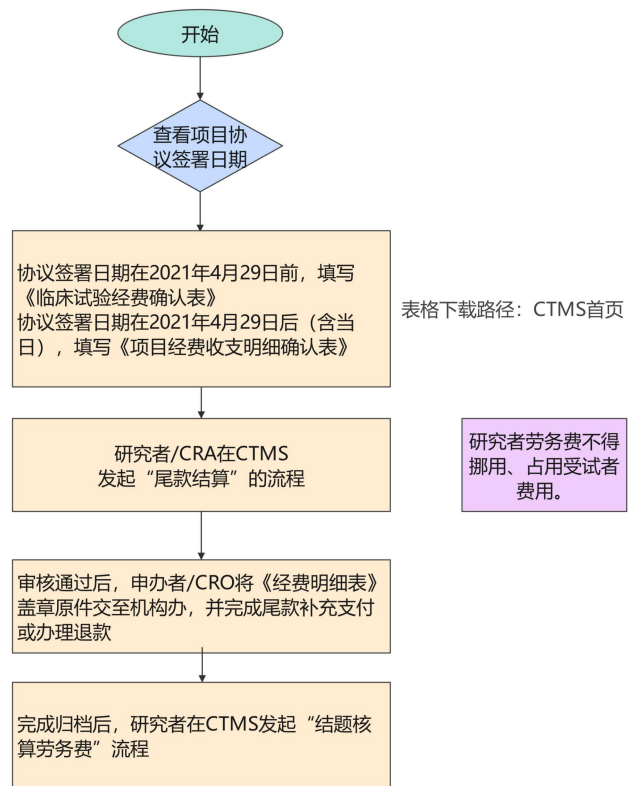 开始
查看项目协
议签署日期
协议签署日期在2021年4月29日前，填写
《临床试验经费确认表》
协议签署日期在2021年4月29日后（含当
日），填写《项目经费收支明细确认表》
表格下载路径：CTMS首页
研究者/CRA在CTMS
发起“尾款结算”的流程
研究者劳务费不得
挪用、占用受试者
费用。
审核通过后，申办者/CRO将《经费明细表》
盖章原件交至机构办，并完成尾款补充支付
或办理退款
完成归档后，研究者在CTMS发起“结题核
算劳务费”流程